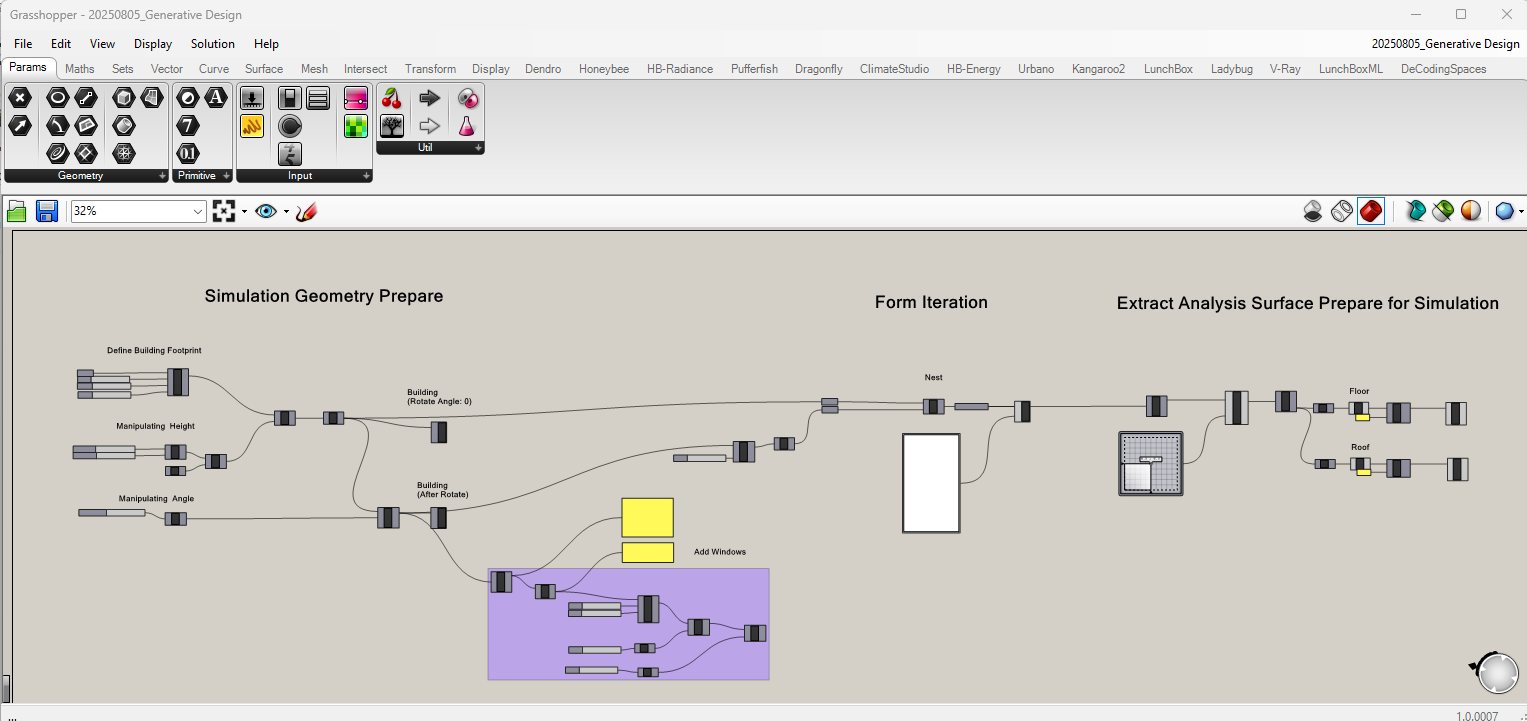 Grasshopper - 20250805_Generative Design
File Edit View Display Solution Help
20250805_Generative Design
Params Maths Sets Vector Curve Surface Mesh Intersect Transform Display Dendro Honeybee HB-Radiance Pufferfish Dragonfly ClimateStudio HB-Energy Urbano Kangaroo2 LunchBox Ladybug V-Ray LunchBoxML DeCodingSpaces
A
7
0.1
5
Util
Geometry
Primitive
Input
32%
Simulation Geometry Prepare
Form Iteration
Extract Analysis Surface Prepare for Simulation
Define Building Footprint
Nest
Building
(Rotate Angle: 0)
Floor
Manipulating Height
Roof
Building
(After Rotate)
Manipulating Angle
Add Windows
...
1.0.0007